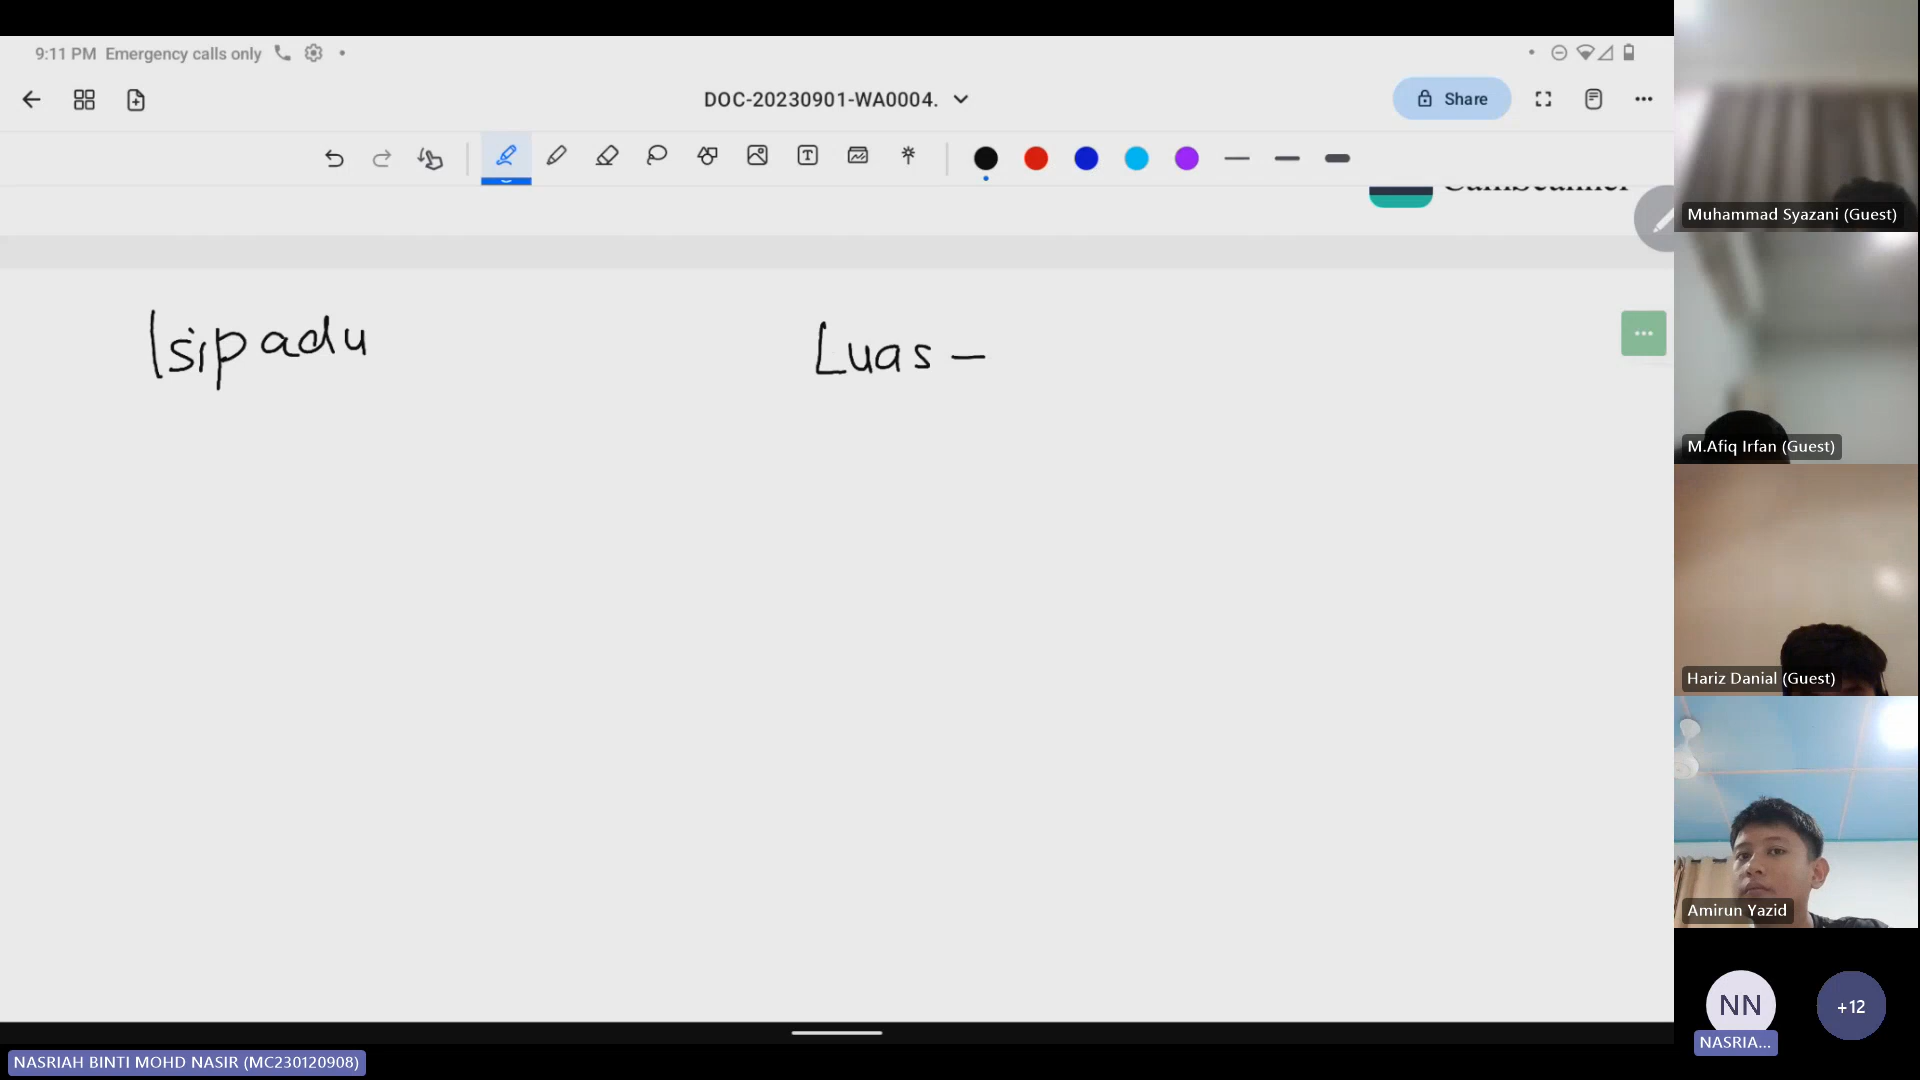 9:11 PM Emergency calls only
DOC-20230901-WA0004.
Share
CamScanner
Isipadu
Luas –
Muhammad Syazani (Guest)
M.Afiq Irfan (Guest)
Hariz Danial (Guest)
Amirun Yazid
NN
+12
NASRIA...
NASRIAH BINTI MOHD NASIR (MC230120908)